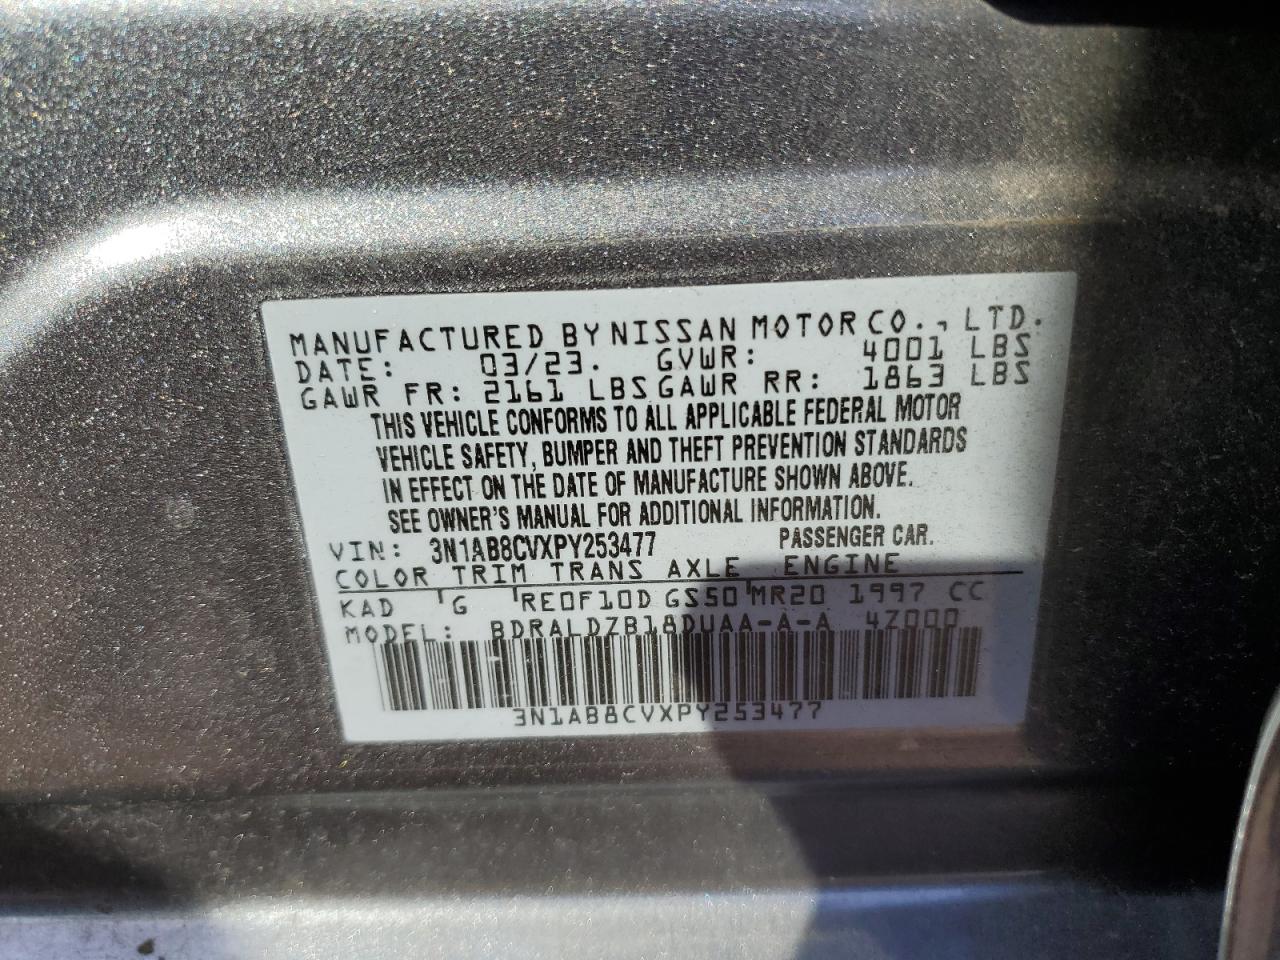 MANUFACTURED BY NISSAN MOTOR CO., LTD.
DATE: 03/23. GVWR: 4001 LBS
GAWR FR: 2161 LBS GAWR RR: 1863 LBS
THIS VEHICLE CONFORMS TO ALL APPLICABLE FEDERAL MOTOR
VEHICLE SAFETY, BUMPER AND THEFT PREVENTION STANDARDS
IN EFFECT ON THE DATE OF MANUFACTURE SHOWN ABOVE.
SEE OWNER'S MANUAL FOR ADDITIONAL INFORMATION.
VIN: 3N1AB8CVXPY253477 PASSENGER CAR.
COLOR TRIM TRANS AXLE ENGINE
KAD G RE0F10D GS50 MR20 1997 CC
MODEL: BDRALDZB18DUAA-A-A 4Z000
3N1AB8CVXPY253477